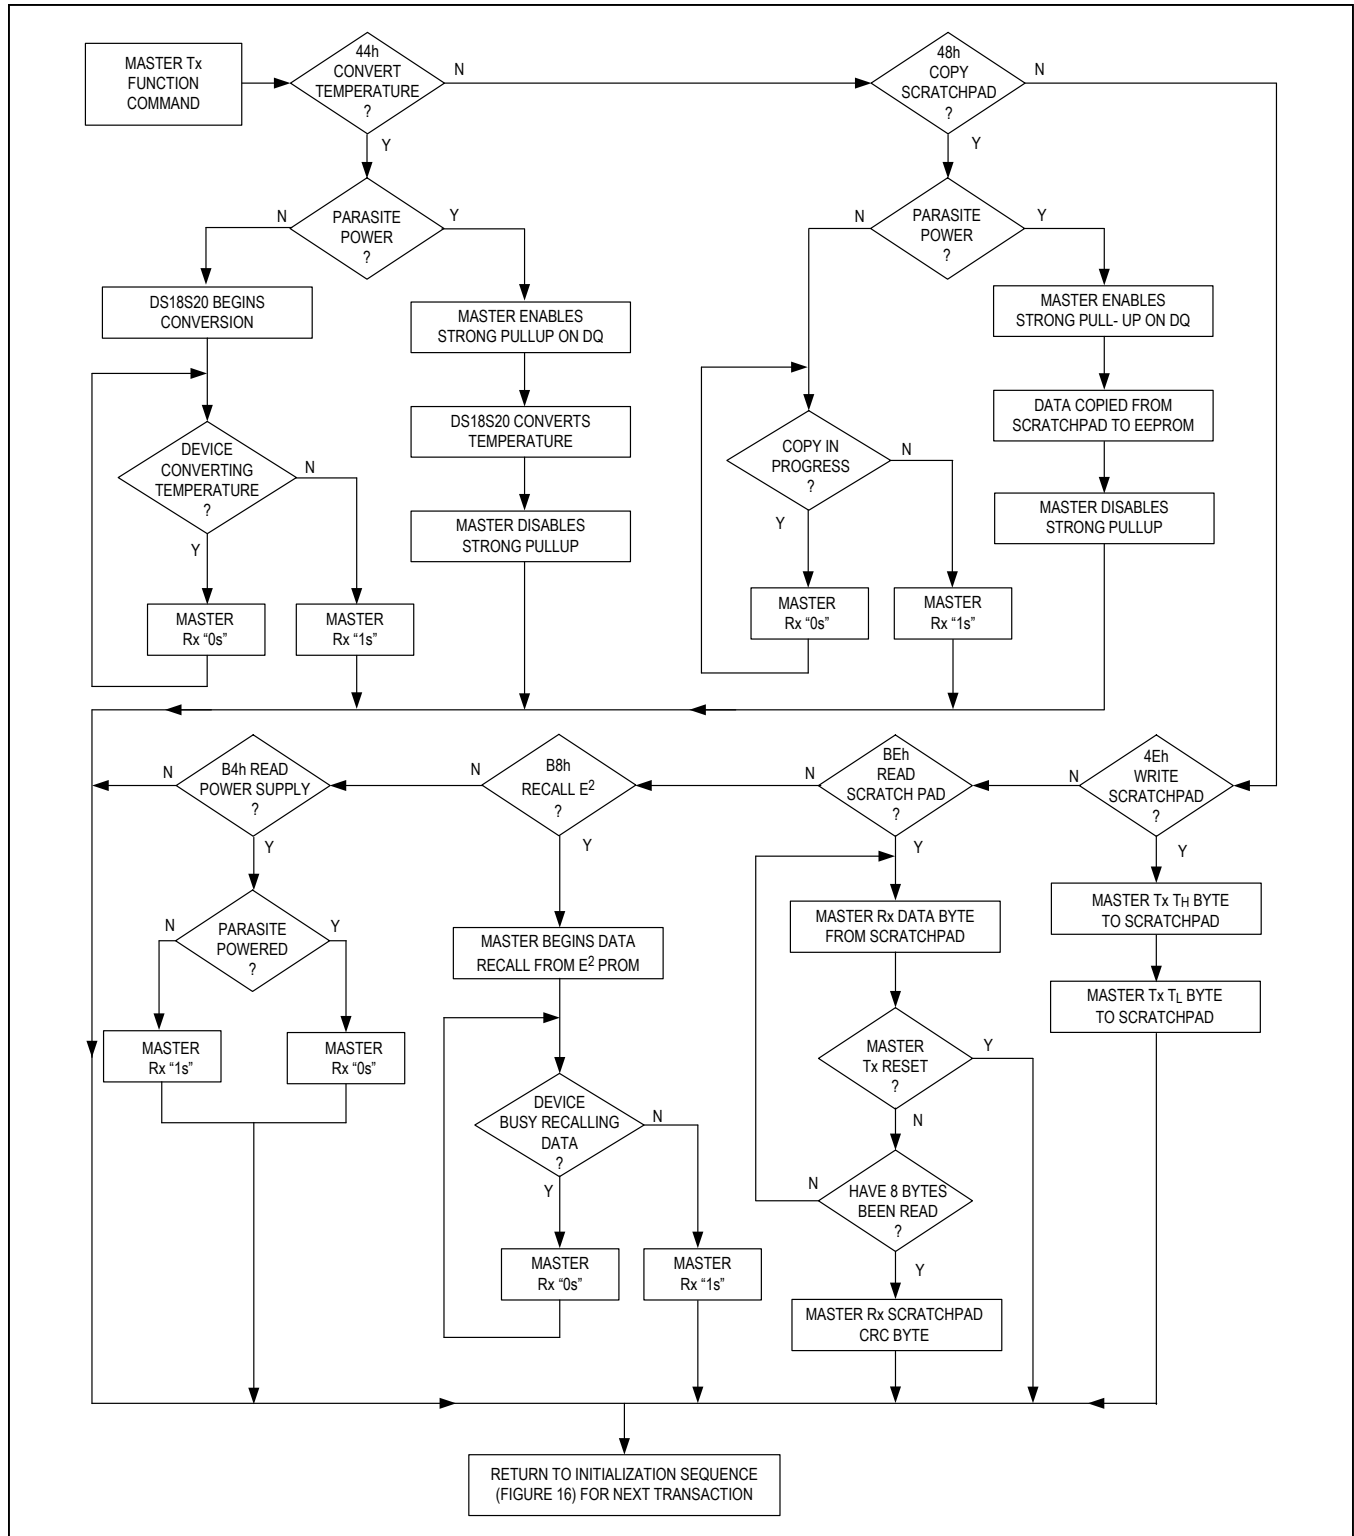 MASTER Tx
FUNCTION
COMMAND
44h
CONVERT
TEMPERATURE
?
N
Y
48h
COPY
SCRATCHPAD
?
N
Y
PARASITE
POWER
?
N
Y
PARASITE
POWER
?
N
Y
DS18S20 BEGINS
CONVERSION
MASTER ENABLES
STRONG PULLUP ON DQ
MASTER ENABLES
STRONG PULL- UP ON DQ
DEVICE
CONVERTING
TEMPERATURE
?
N
Y
DS18S20 CONVERTS
TEMPERATURE
COPY IN
PROGRESS
?
N
Y
DATA COPIED FROM
SCRATCHPAD TO EEPROM
MASTER DISABLES
STRONG PULLUP
MASTER DISABLES
STRONG PULLUP
MASTER
Rx “0s”
MASTER
Rx “1s”
MASTER
Rx “0s”
MASTER
Rx “1s”
B4h READ
POWER SUPPLY
?
N
Y
B8h
RECALL E2
?
N
Y
BEh
READ
SCRATCH PAD
?
N
Y
4Eh
WRITE
SCRATCHPAD
?
N
Y
PARASITE
POWERED
?
N
Y
MASTER
Rx “1s”
MASTER
Rx “0s”
MASTER BEGINS DATA
RECALL FROM E2 PROM
DEVICE
BUSY RECALLING
DATA
?
N
Y
MASTER
Rx “0s”
MASTER
Rx “1s”
MASTER Rx DATA BYTE
FROM SCRATCHPAD
MASTER
Tx RESET
?
Y
N
HAVE 8 BYTES
BEEN READ
?
N
Y
MASTER Rx SCRATCHPAD
CRC BYTE
MASTER Tx TH BYTE
TO SCRATCHPAD
MASTER Tx TL BYTE
TO SCRATCHPAD
RETURN TO INITIALIZATION SEQUENCE
(FIGURE 16) FOR NEXT TRANSACTION